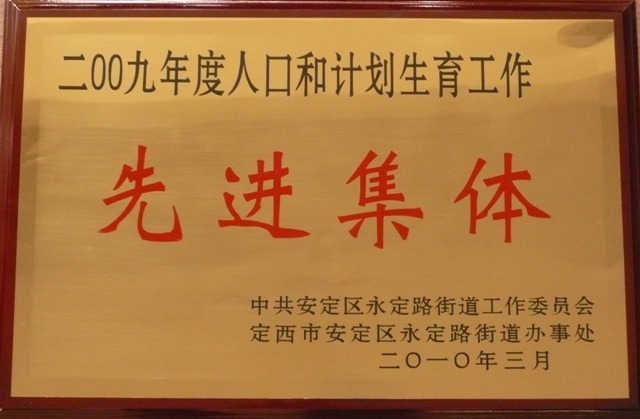 二00九年度人口和计划生育工作
先进集体
中共安定区永定路街道工作委员会
定西市安定区永定路街道办事处
二〇一〇年三月